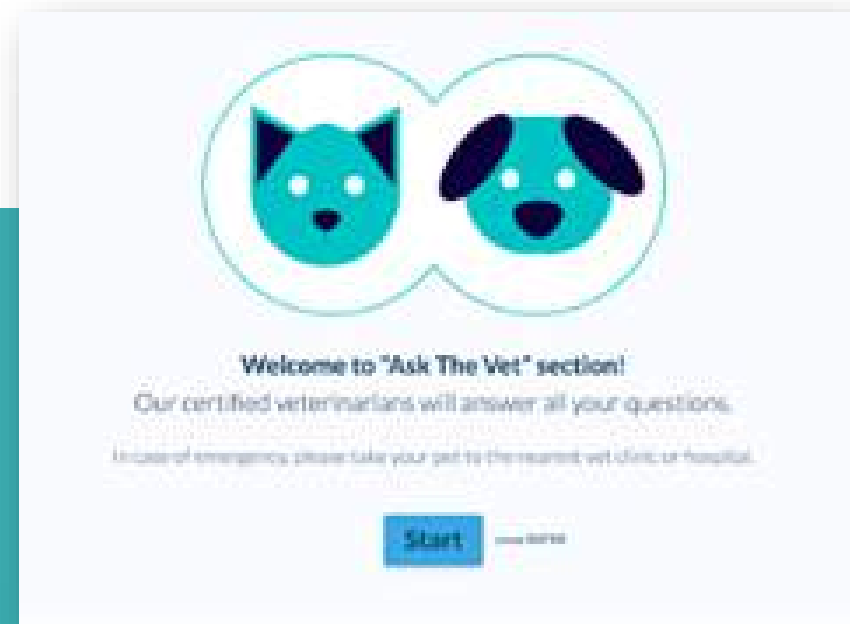 Welcome to "Ask The Vet" section!
Our certified veterinarians will answer all your questions.
In case of emergency, please take your pet to the nearest vet clinic or hospital.
Start